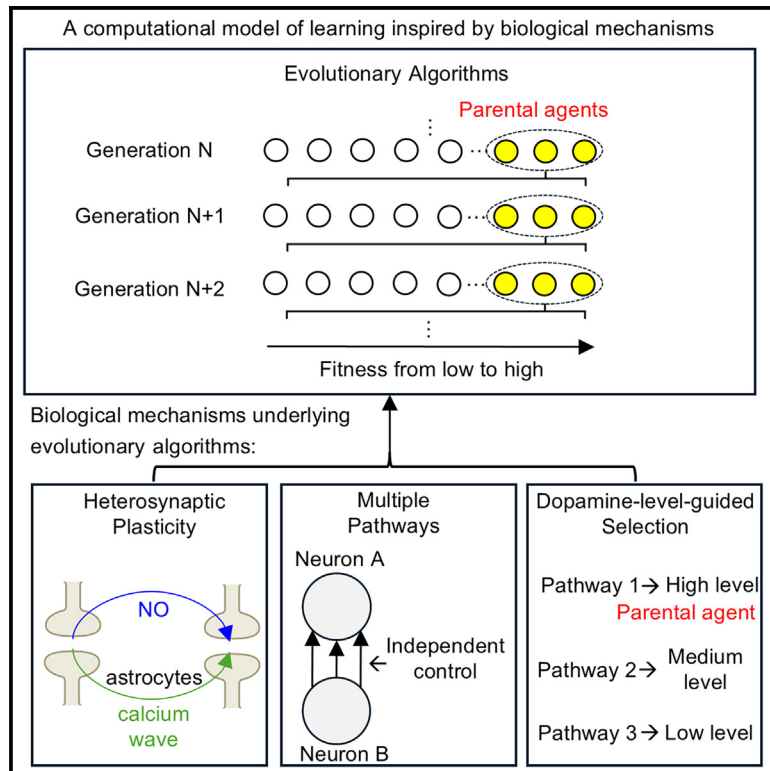 A computational model of learning inspired by biological mechanisms
Evolutionary Algorithms
Parental agents
Generation N
Generation N+1
Generation N+2
Fitness from low to high
Biological mechanisms underlying
evolutionary algorithms:
Heterosynaptic
Plasticity
NO
astrocytes
calcium
wave
Multiple
Pathways
Neuron A
Independent
control
Neuron B
Dopamine-level-guided
Selection
Pathway 1→ High level
Parental agent
Pathway 2→ Medium
level
Pathway 3→ Low level